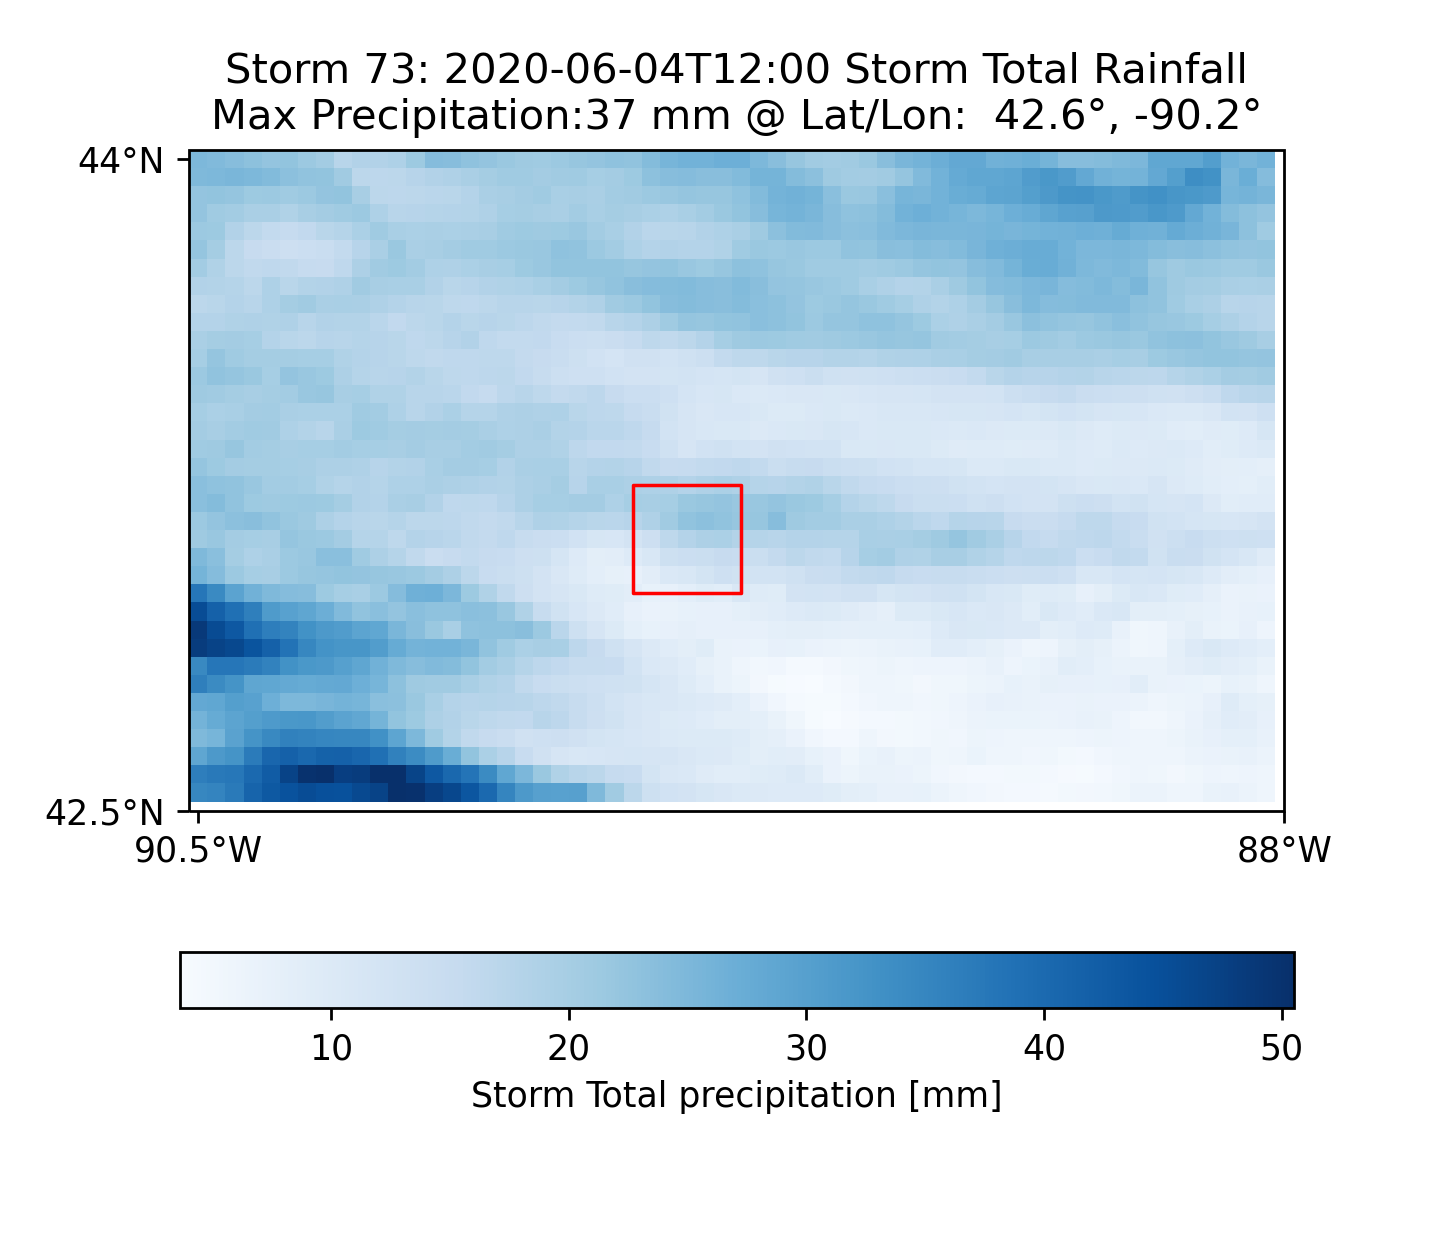 Storm 73: 2020-06-04T12:00 Storm Total Rainfall
Max Precipitation:37 mm @ Lat/Lon:  42.6°, -90.2°
44°N
42.5°N
90.5°W 88°W
10 20 30 40 50
Storm Total precipitation [mm]